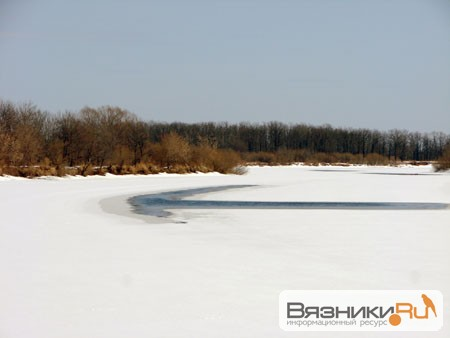 ВязникиRU
информационный ресурс